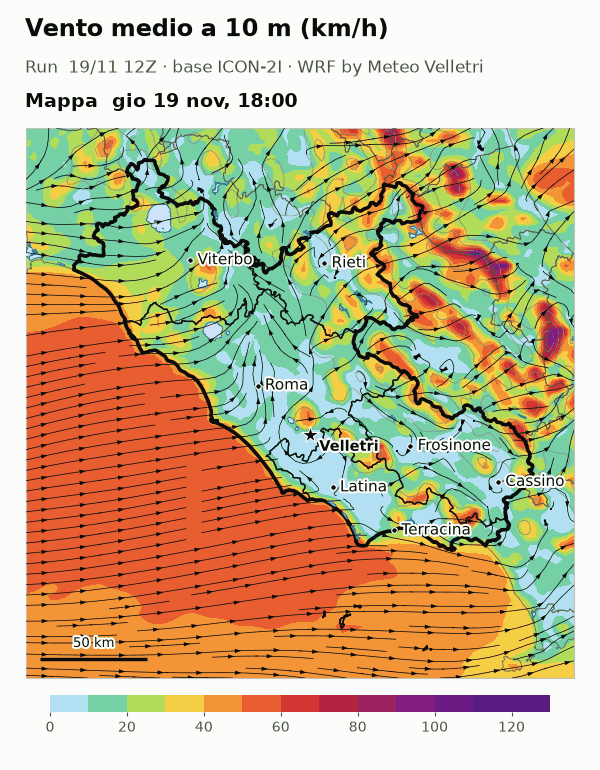 Vento medio a 10 m (km/h)
Run  19/11 12Z · base ICON-2I · WRF by Meteo Velletri
Mappa  gio 19 nov, 18:00
Viterbo
Rieti
Roma
Velletri
Frosinone
Cassino
Latina
Terracina
50 km
0 20 40 60 80 100 120